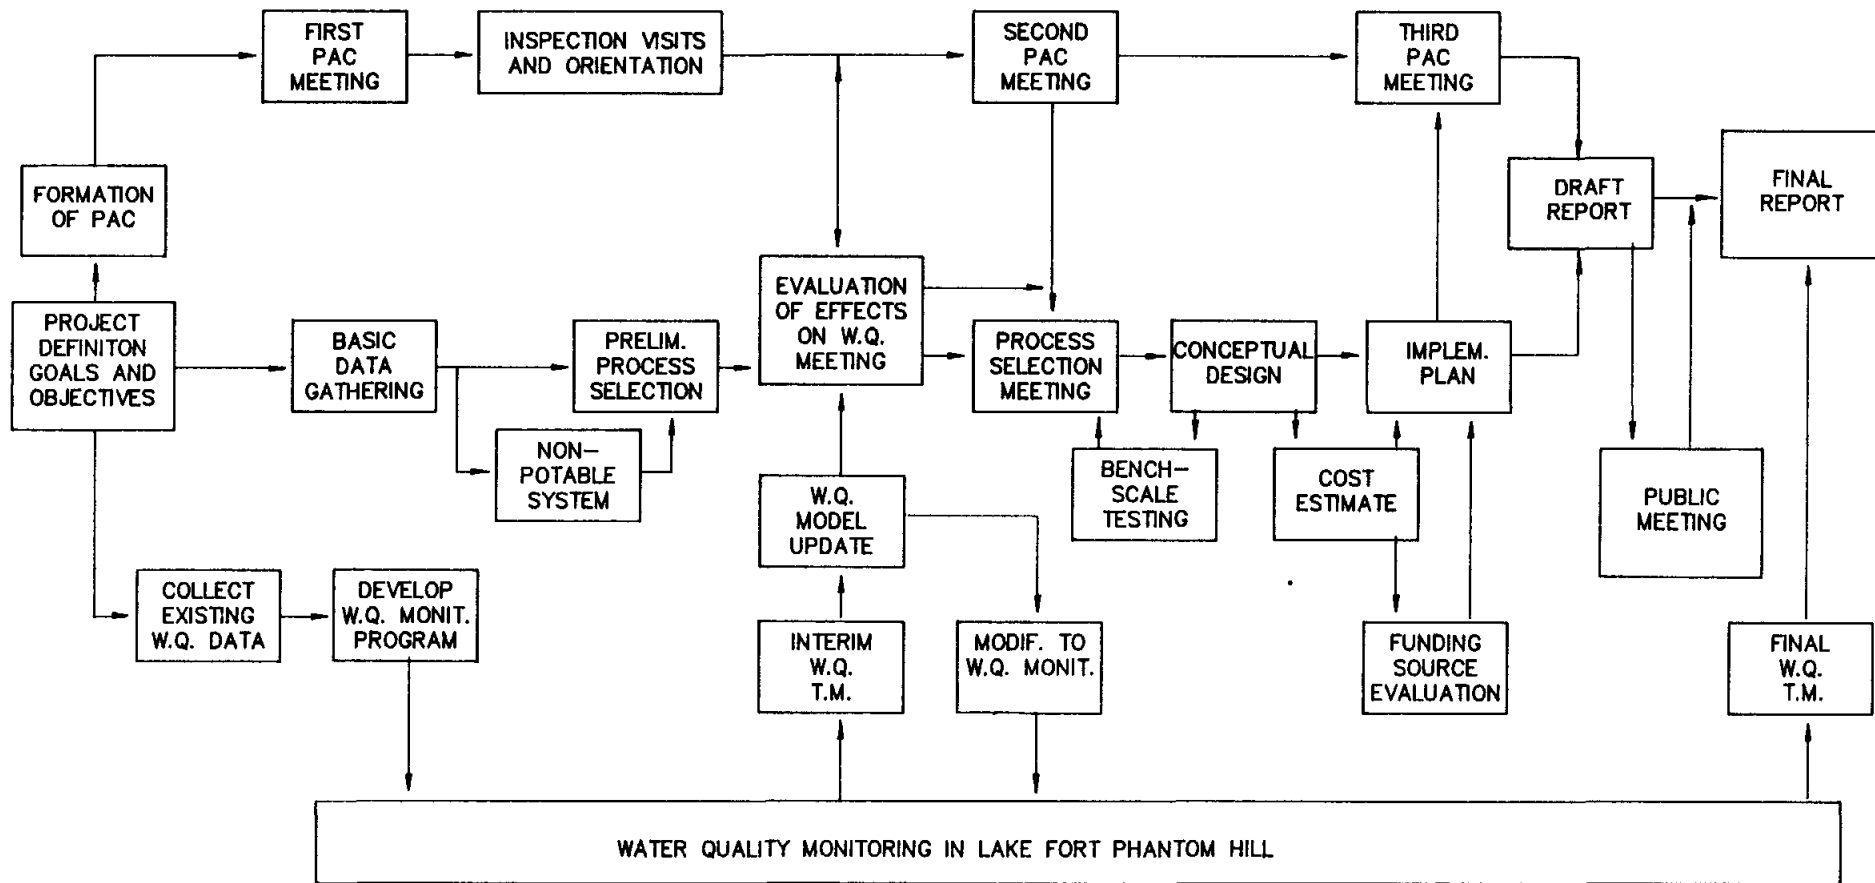 FIRST
PAC
MEETING
INSPECTION VISITS
AND ORIENTATION
SECOND
PAC
MEETING
THIRD
PAC
MEETING
FORMATION
OF PAC
DRAFT
REPORT
FINAL
REPORT
PROJECT
DEFINITON
GOALS AND
OBJECTIVES
BASIC
DATA
GATHERING
PRELIM.
PROCESS
SELECTION
EVALUATION
OF EFFECTS
ON W.Q.
MEETING
PROCESS
SELECTION
MEETING
CONCEPTUAL
DESIGN
IMPLEM.
PLAN
NON-
POTABLE
SYSTEM
W.Q.
MODEL
UPDATE
BENCH-
SCALE
TESTING
COST
ESTIMATE
PUBLIC
MEETING
COLLECT
EXISTING
W.Q. DATA
DEVELOP
W.Q. MONIT.
PROGRAM
INTERIM
W.Q.
T.M.
MODIF. TO
W.Q. MONIT.
FUNDING
SOURCE
EVALUATION
FINAL
W.Q.
T.M.
WATER QUALITY MONITORING IN LAKE FORT PHANTOM HILL